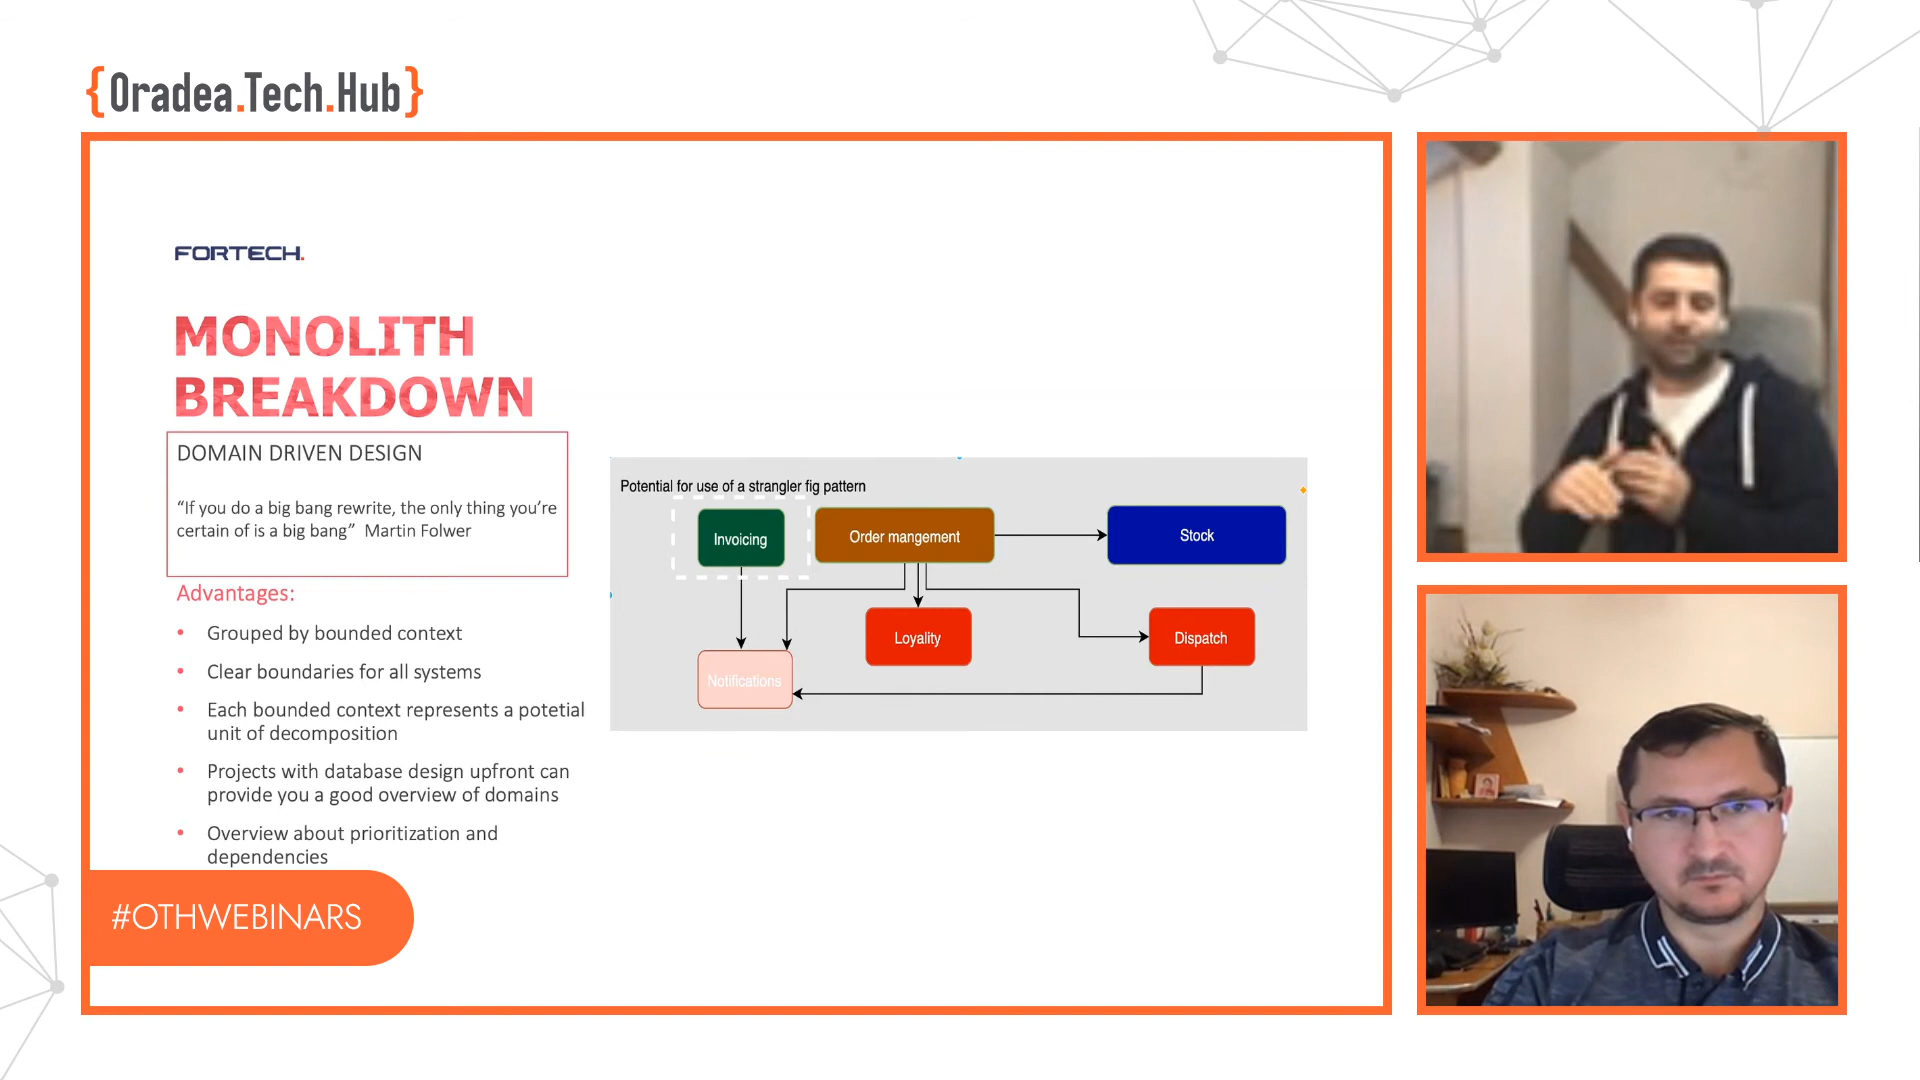 {Oradea.Tech.Hub}
FORTECH.
MONOLITH
BREAKDOWN
DOMAIN DRIVEN DESIGN
“If you do a big bang rewrite, the only thing you’re
certain of is a big bang” Martin Folwer
Advantages:
• Grouped by bounded context
• Clear boundaries for all systems
• Each bounded context represents a potetial
unit of decomposition
• Projects with database design upfront can
provide you a good overview of domains
• Overview about prioritization and
dependencies
Potential for use of a strangler fig pattern
Invoicing
Order mangement
Stock
Loyality
Dispatch
Notifications
#OTHWEBINARS